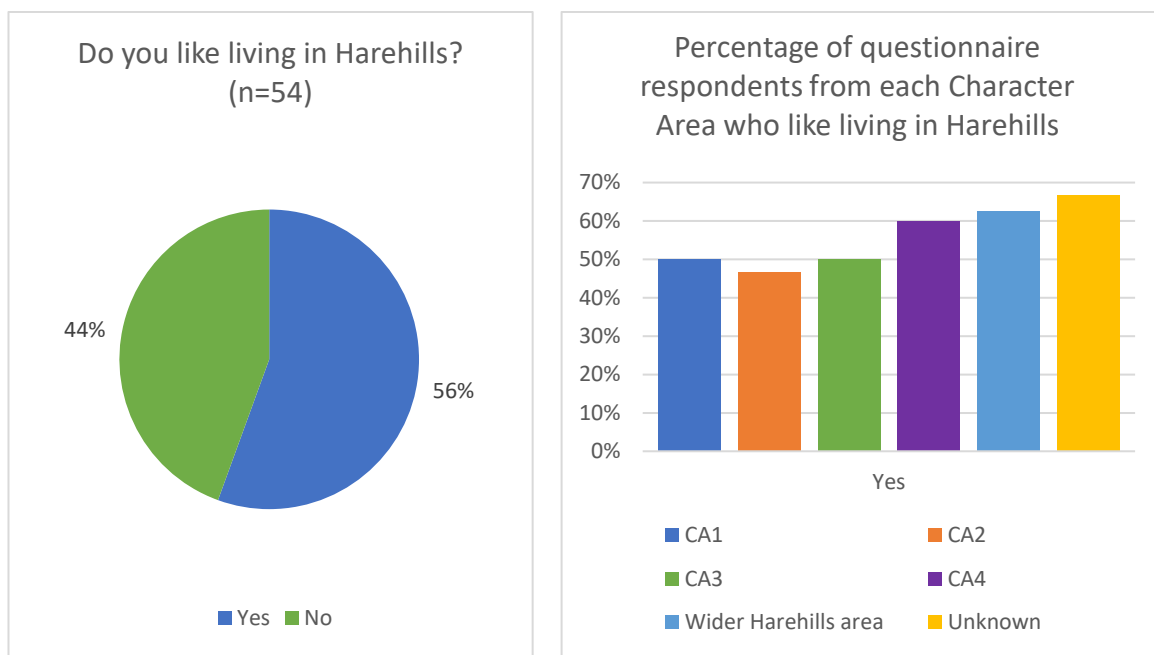 Do you like living in Harehills?
(n=54)
44%
56%
Yes No
Percentage of questionnaire
respondents from each Character
Area who like living in Harehills
70%
60%
50%
40%
30%
20%
10%
0%
Yes
CA1 CA2
CA3 CA4
Wider Harehills area Unknown